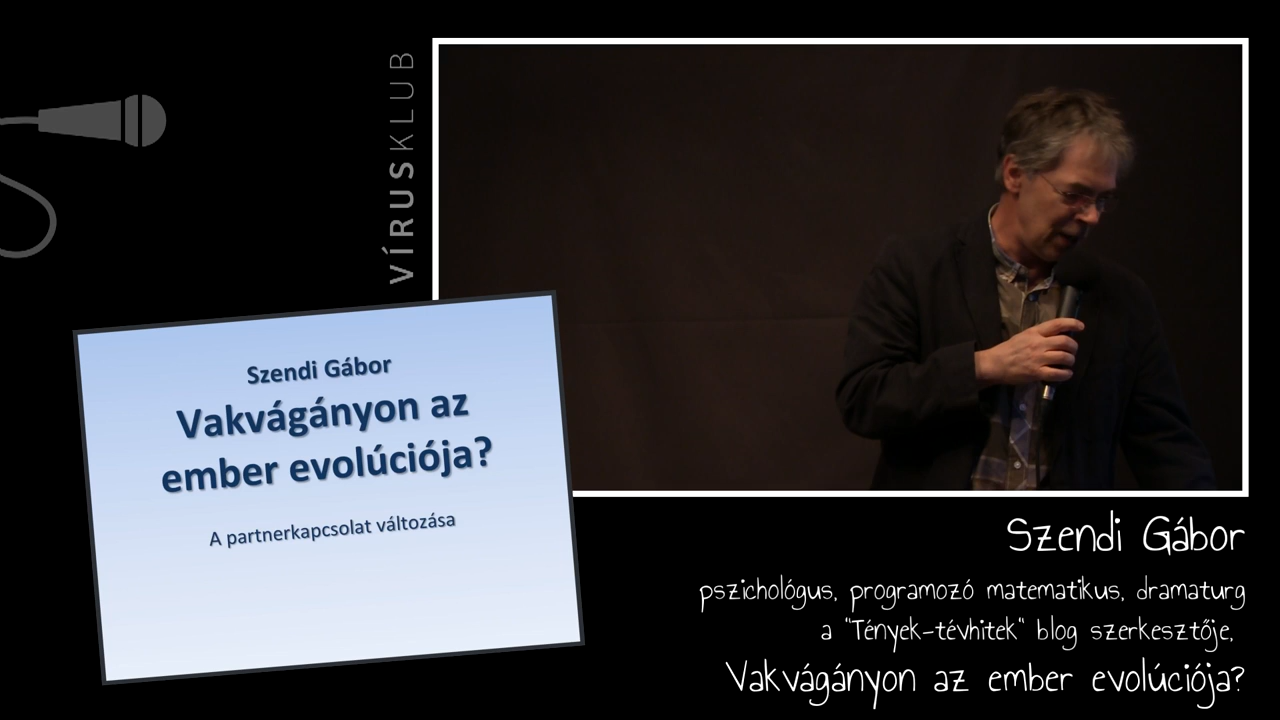 VÍRUSKLUB
Szendi Gábor
Vakvágányon az
ember evolúciója?
A partnerkapcsolat változása
Szendi Gábor
pszichológus, programozó matematikus, dramaturg
a "Tények-tévhitek" blog szerkesztője,
Vakvágányon az ember evolúciója?